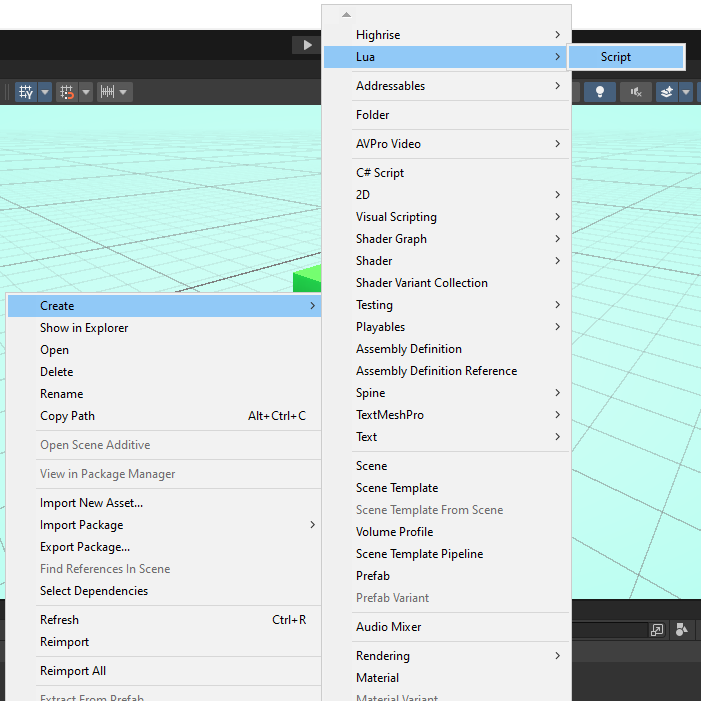 Highrise
Lua
Script
Addressables
Folder
AVPro Video
C# Script
2D
Visual Scripting
Shader Graph
Shader
Shader Variant Collection
Testing
Playables
Assembly Definition
Assembly Definition Reference
Spine
TextMeshPro
Text
Scene
Scene Template
Scene Template From Scene
Volume Profile
Scene Template Pipeline
Prefab
Prefab Variant
Audio Mixer
Rendering
Material
Material Variant
Create
Show in Explorer
Open
Delete
Rename
Copy Path Alt+Ctrl+C
Open Scene Additive
View in Package Manager
Import New Asset...
Import Package
Export Package...
Find References In Scene
Select Dependencies
Refresh Ctrl+R
Reimport
Reimport All
Extract From Prefab